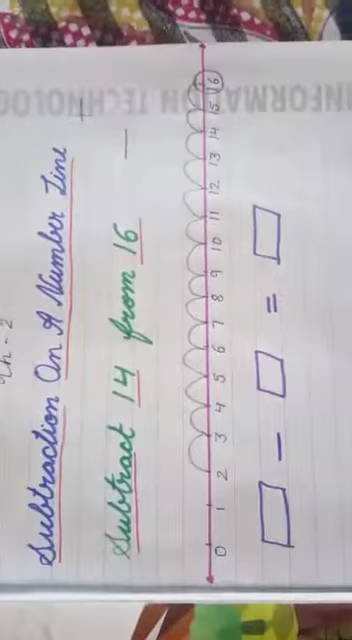 Ch - 2
Subtraction On A Number Line
+
Subtract 14 from 16
—
0 1 2 3 4 5 6 7 8 9 10 11 12 13 14 15 16
□ - □ = □
INFORMATION TECHNOLOG